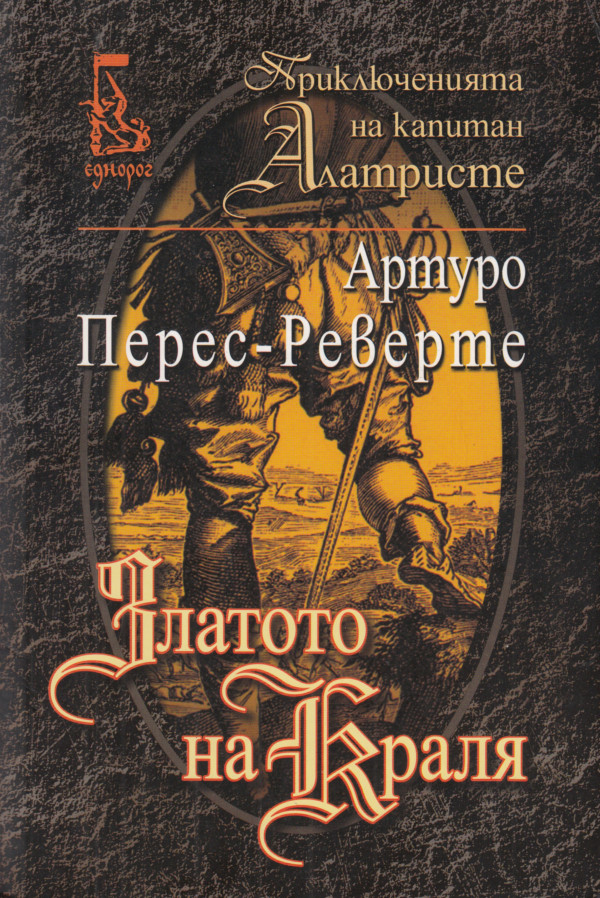 еднорог
Приключенията
на капитан
Алатристе
Артуро
Перес-Реверте
Златото
на Краля